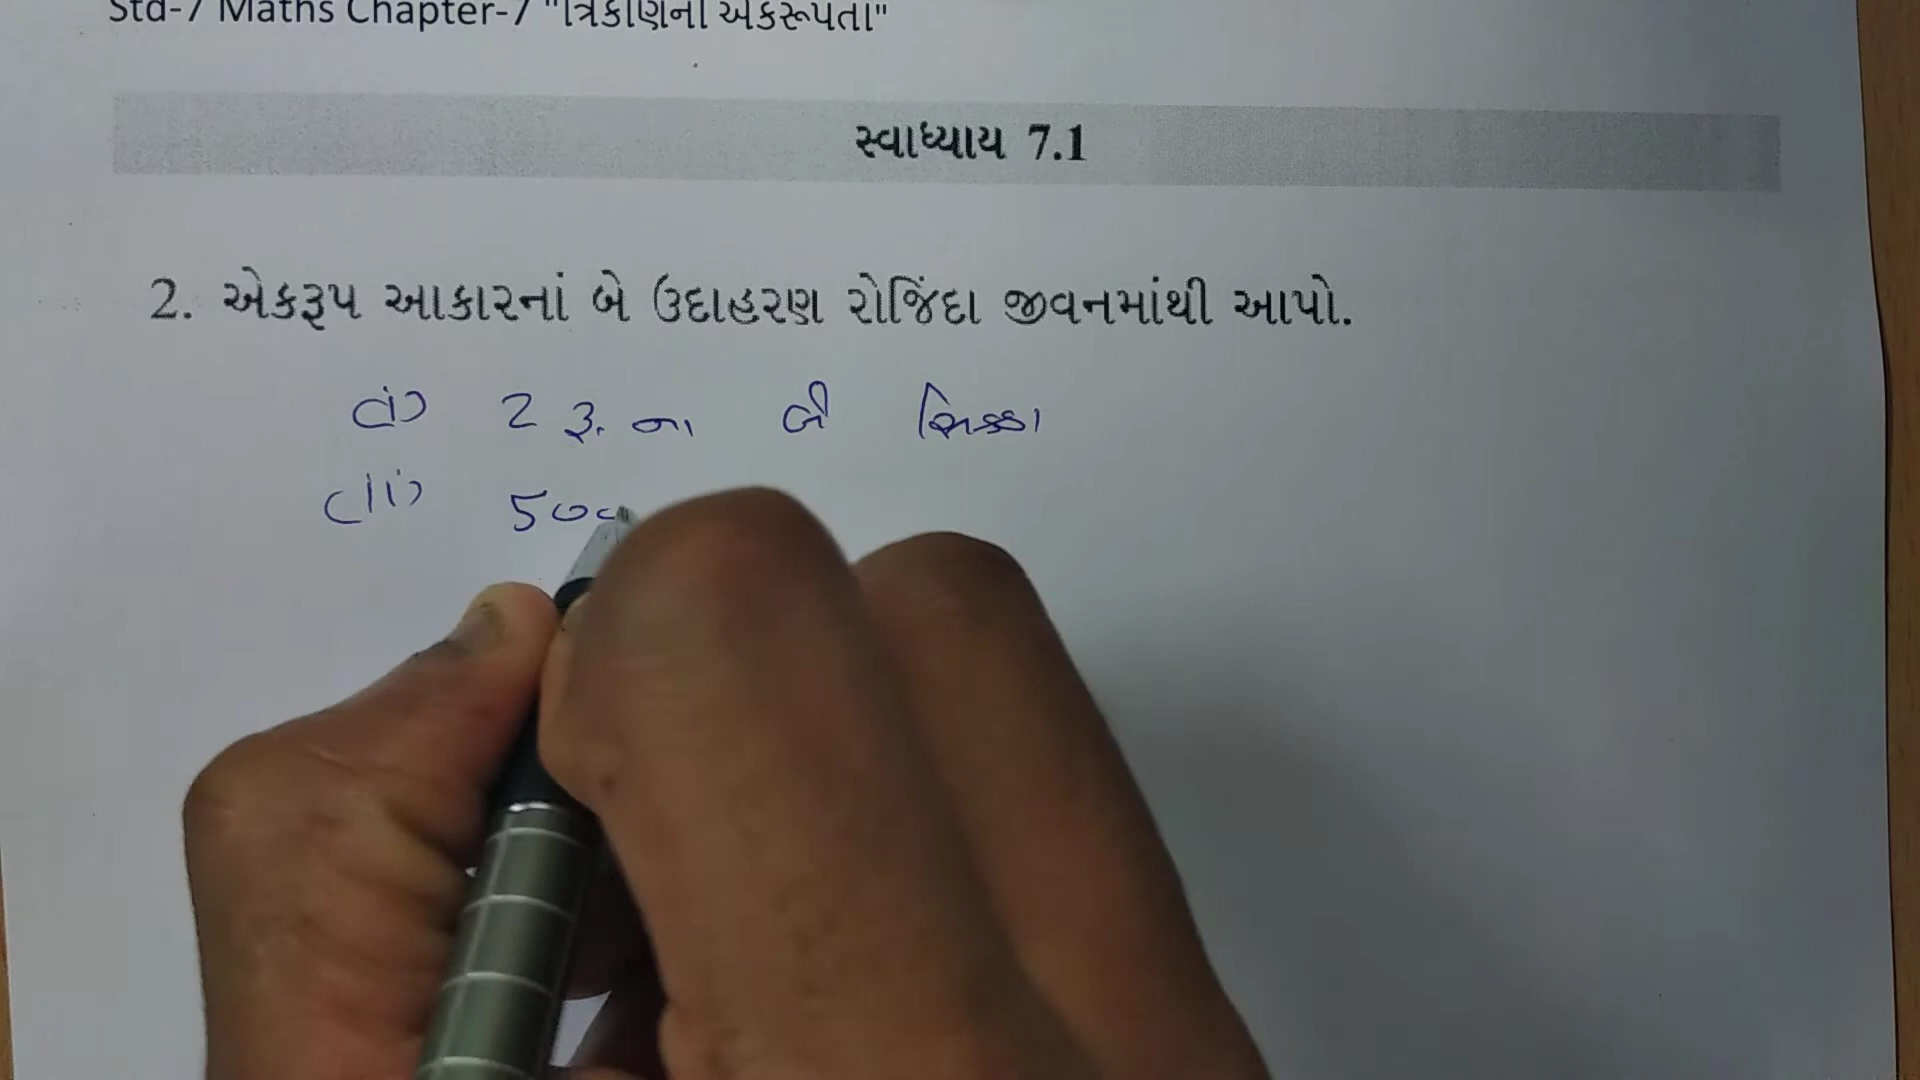 Std-7 Maths Chapter-7 "ત્રિકોણની એકરૂપતા"
સ્વાધ્યાય 7.1
2. એકરૂપ આકારનાં બે ઉદાહરણ રોજિંદા જીવનમાંથી આપો.
(i) 2 રૂ. ના બે સિક્કા
(ii) 500